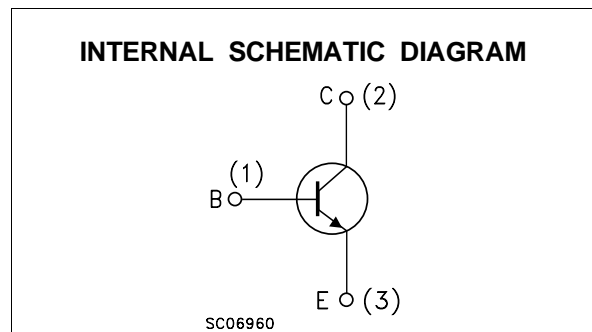 INTERNAL SCHEMATIC DIAGRAM
C (2)
(1)
B
E (3)
SC06960